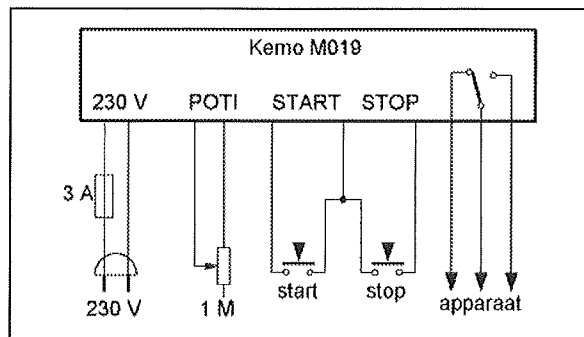 Kemo M019
230 V POTI START STOP
3 A
230 V 1 M start stop apparaat